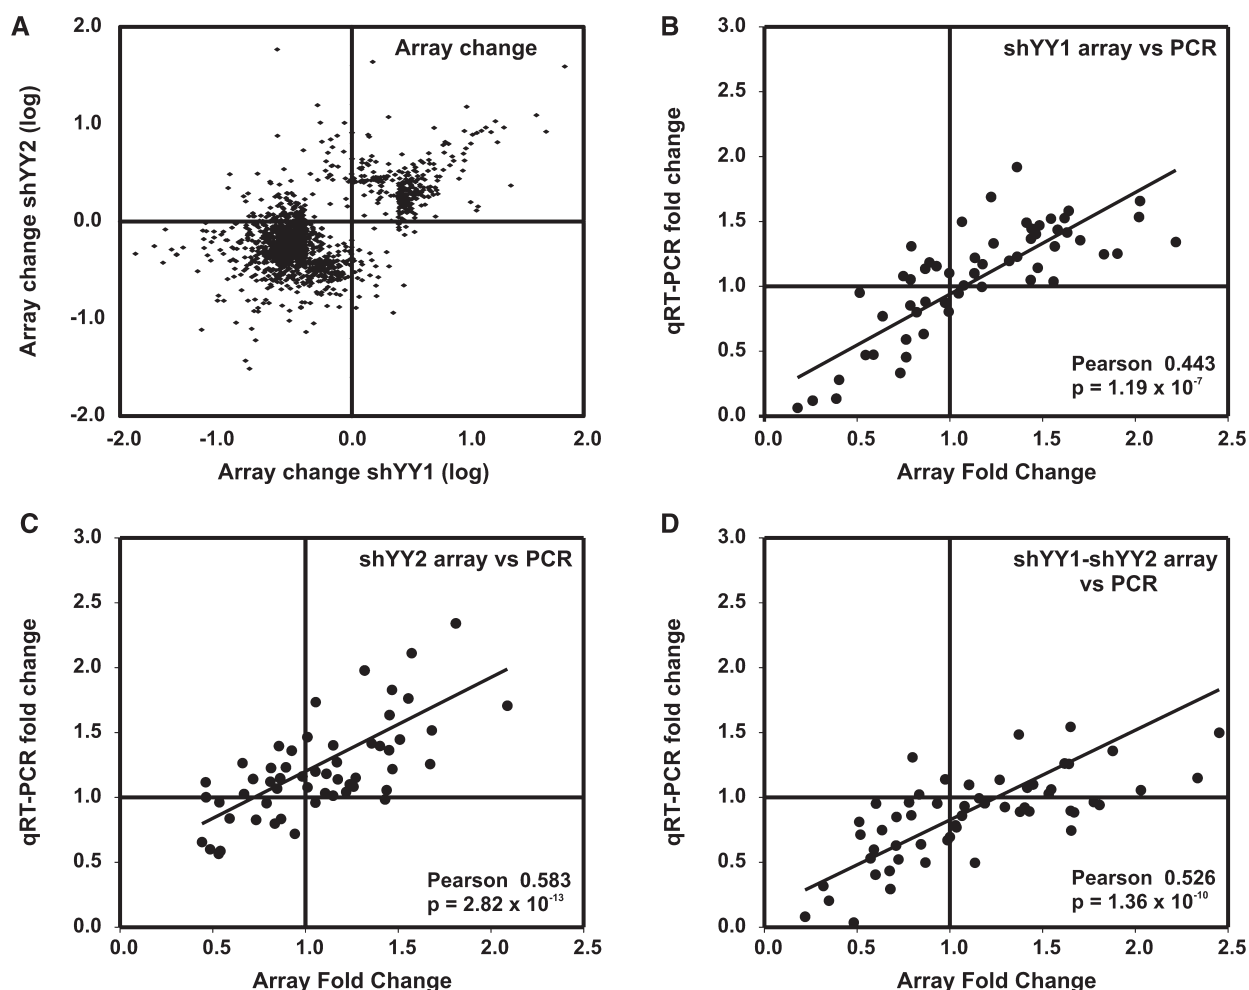 A
Array change
Array change shYY2 (log)
2.0
1.0
0.0
-1.0
-2.0
-2.0 -1.0 0.0 1.0 2.0
Array change shYY1 (log)
B
shYY1 array vs PCR
qRT-PCR fold change
3.0
2.5
2.0
1.5
1.0
0.5
0.0
Pearson 0.443
p = 1.19 x 10-7
0.0 0.5 1.0 1.5 2.0 2.5
Array Fold Change
C
shYY2 array vs PCR
qRT-PCR fold change
3.0
2.5
2.0
1.5
1.0
0.5
0.0
Pearson 0.583
p = 2.82 x 10-13
0.0 0.5 1.0 1.5 2.0 2.5
Array Fold Change
D
shYY1-shYY2 array
vs PCR
qRT-PCR fold change
3.0
2.5
2.0
1.5
1.0
0.5
0.0
Pearson 0.526
p = 1.36 x 10-10
0.0 0.5 1.0 1.5 2.0 2.5
Array Fold Change